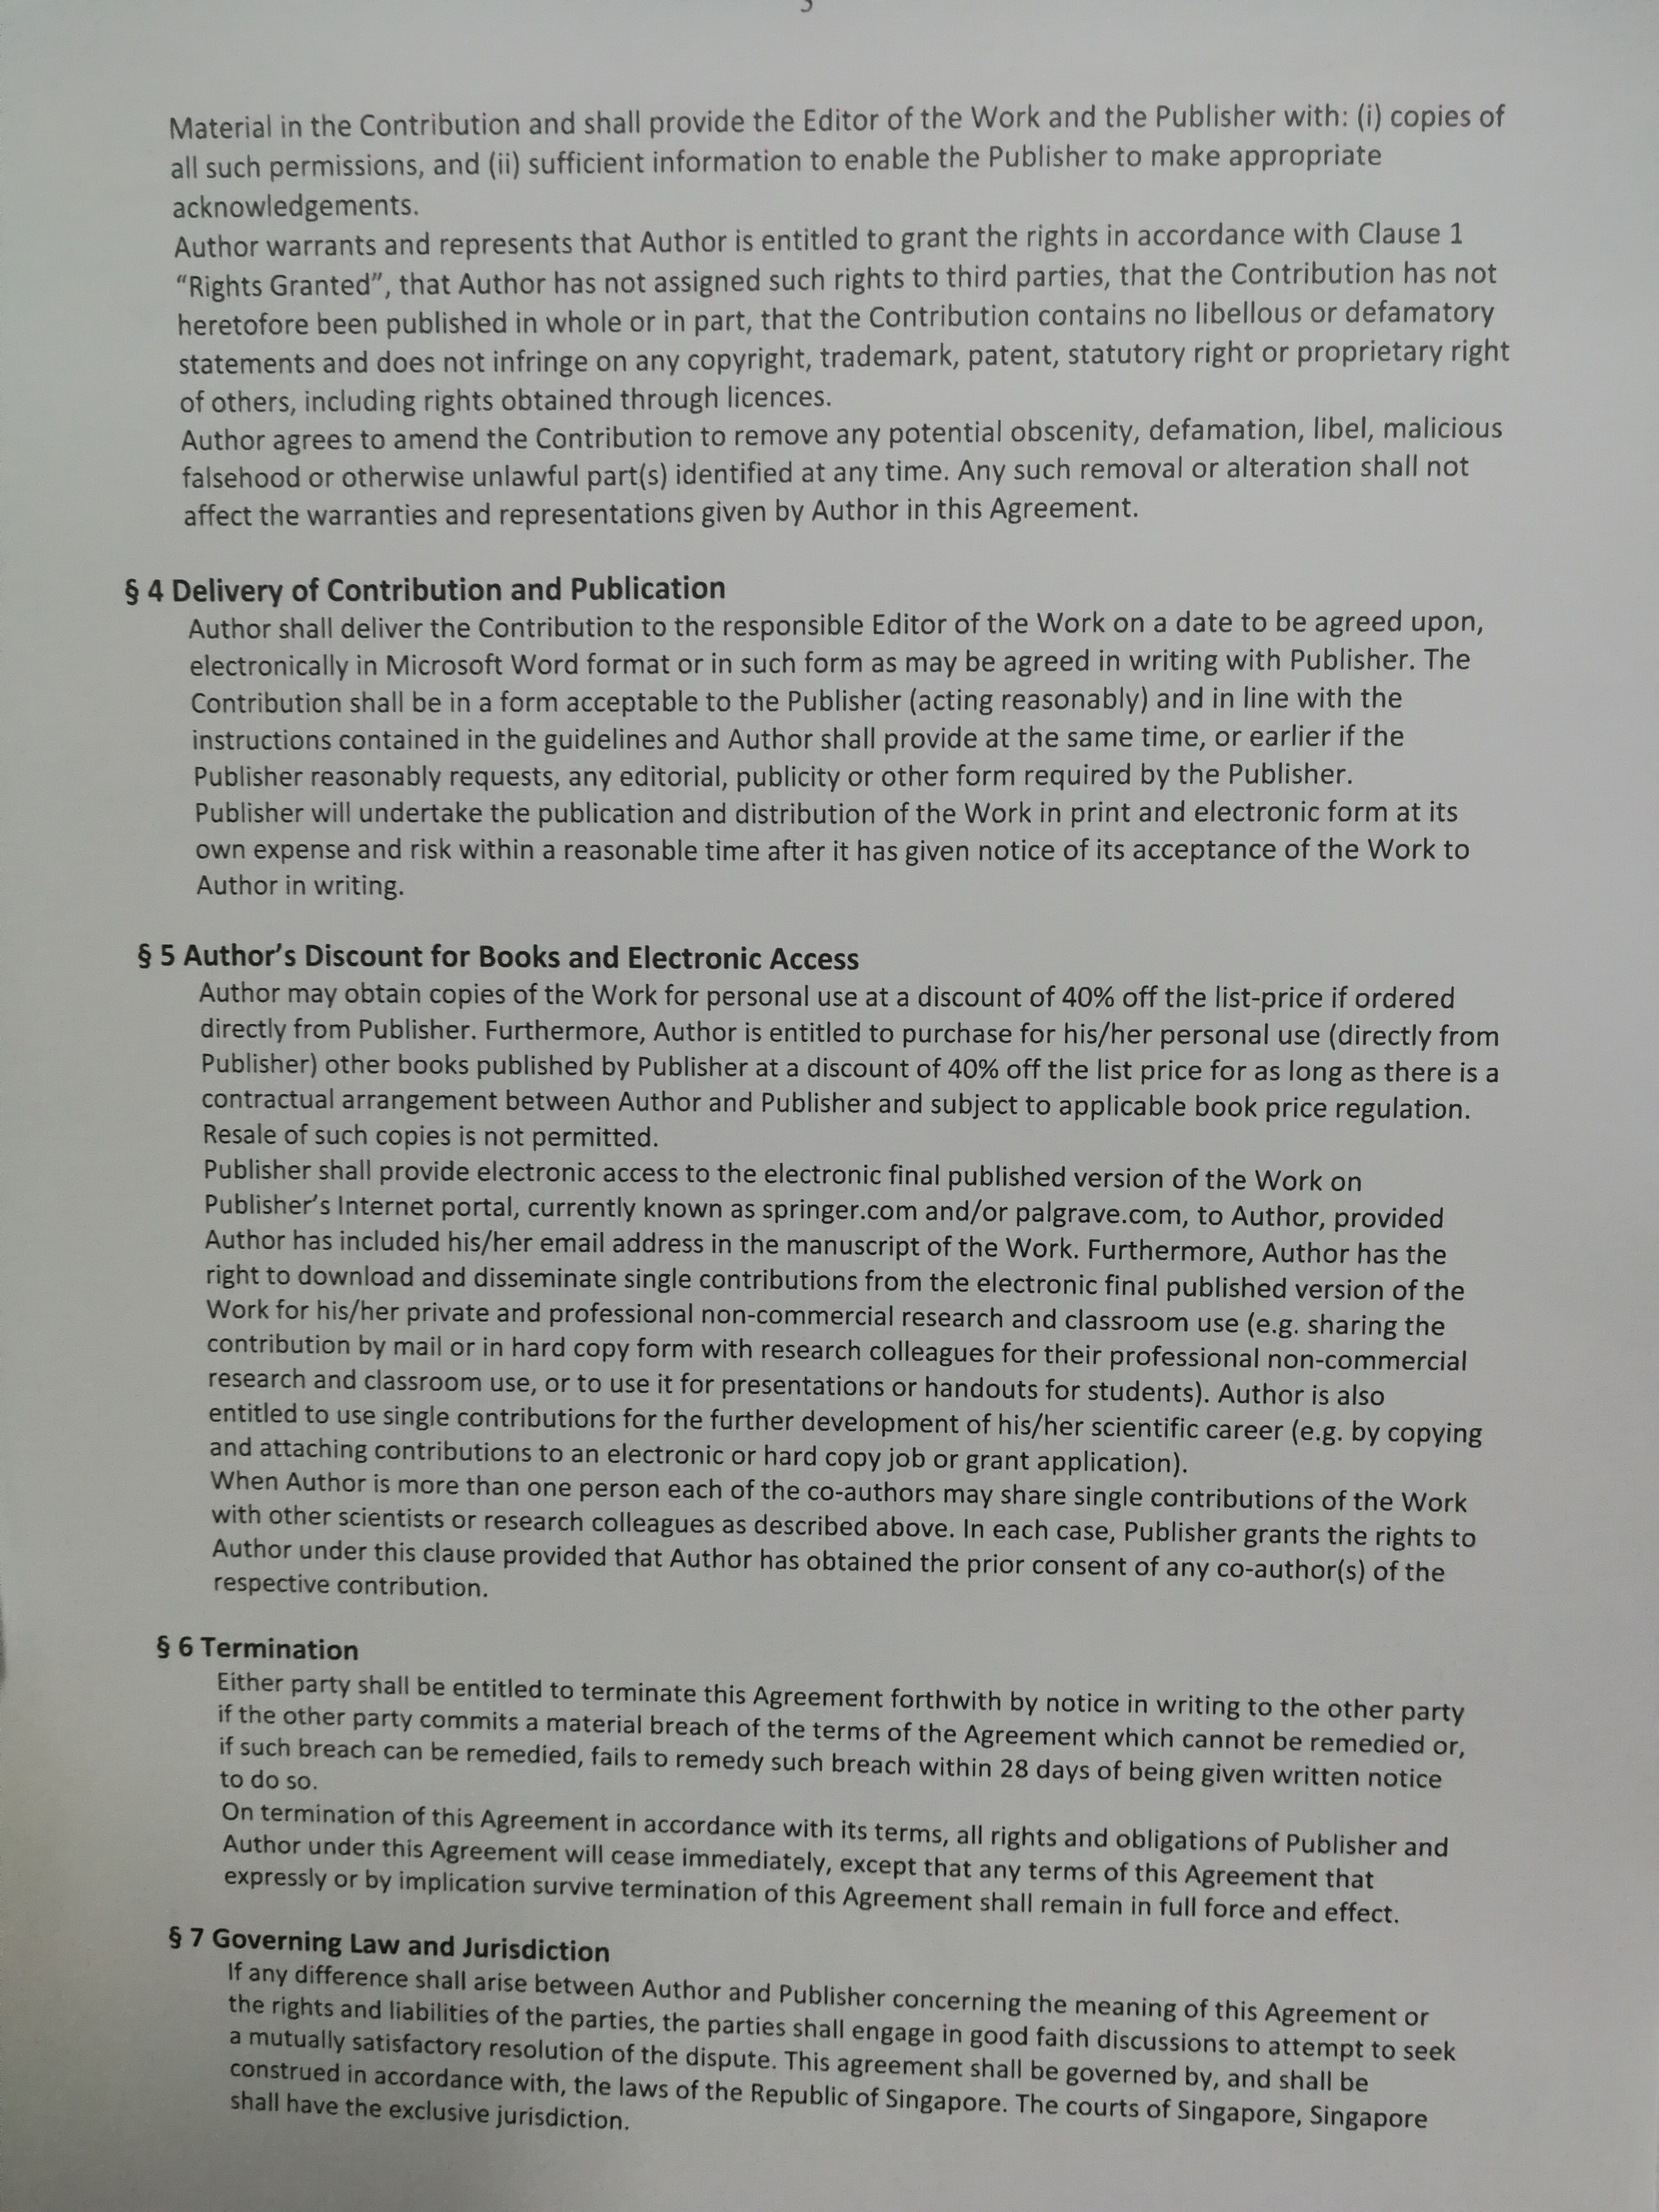 Material in the Contribution and shall provide the Editor of the Work and the Publisher with: (i) copies of
all such permissions, and (ii) sufficient information to enable the Publisher to make appropriate
acknowledgements.
Author warrants and represents that Author is entitled to grant the rights in accordance with Clause 1
“Rights Granted”, that Author has not assigned such rights to third parties, that the Contribution has not
heretofore been published in whole or in part, that the Contribution contains no libellous or defamatory
statements and does not infringe on any copyright, trademark, patent, statutory right or proprietary right
of others, including rights obtained through licences.
Author agrees to amend the Contribution to remove any potential obscenity, defamation, libel, malicious
falsehood or otherwise unlawful part(s) identified at any time. Any such removal or alteration shall not
affect the warranties and representations given by Author in this Agreement.
§ 4 Delivery of Contribution and Publication
Author shall deliver the Contribution to the responsible Editor of the Work on a date to be agreed upon,
electronically in Microsoft Word format or in such form as may be agreed in writing with Publisher. The
Contribution shall be in a form acceptable to the Publisher (acting reasonably) and in line with the
instructions contained in the guidelines and Author shall provide at the same time, or earlier if the
Publisher reasonably requests, any editorial, publicity or other form required by the Publisher.
Publisher will undertake the publication and distribution of the Work in print and electronic form at its
own expense and risk within a reasonable time after it has given notice of its acceptance of the Work to
Author in writing.
§ 5 Author’s Discount for Books and Electronic Access
Author may obtain copies of the Work for personal use at a discount of 40% off the list-price if ordered
directly from Publisher. Furthermore, Author is entitled to purchase for his/her personal use (directly from
Publisher) other books published by Publisher at a discount of 40% off the list price for as long as there is a
contractual arrangement between Author and Publisher and subject to applicable book price regulation.
Resale of such copies is not permitted.
Publisher shall provide electronic access to the electronic final published version of the Work on
Publisher’s Internet portal, currently known as springer.com and/or palgrave.com, to Author, provided
Author has included his/her email address in the manuscript of the Work. Furthermore, Author has the
right to download and disseminate single contributions from the electronic final published version of the
Work for his/her private and professional non-commercial research and classroom use (e.g. sharing the
contribution by mail or in hard copy form with research colleagues for their professional non-commercial
research and classroom use, or to use it for presentations or handouts for students). Author is also
entitled to use single contributions for the further development of his/her scientific career (e.g. by copying
and attaching contributions to an electronic or hard copy job or grant application).
When Author is more than one person each of the co-authors may share single contributions of the Work
with other scientists or research colleagues as described above. In each case, Publisher grants the rights to
Author under this clause provided that Author has obtained the prior consent of any co-author(s) of the
respective contribution.
§ 6 Termination
Either party shall be entitled to terminate this Agreement forthwith by notice in writing to the other party
if the other party commits a material breach of the terms of the Agreement which cannot be remedied or,
if such breach can be remedied, fails to remedy such breach within 28 days of being given written notice
to do so.
On termination of this Agreement in accordance with its terms, all rights and obligations of Publisher and
Author under this Agreement will cease immediately, except that any terms of this Agreement that
expressly or by implication survive termination of this Agreement shall remain in full force and effect.
§ 7 Governing Law and Jurisdiction
If any difference shall arise between Author and Publisher concerning the meaning of this Agreement or
the rights and liabilities of the parties, the parties shall engage in good faith discussions to attempt to seek
a mutually satisfactory resolution of the dispute. This agreement shall be governed by, and shall be
construed in accordance with, the laws of the Republic of Singapore. The courts of Singapore, Singapore
shall have the exclusive jurisdiction.